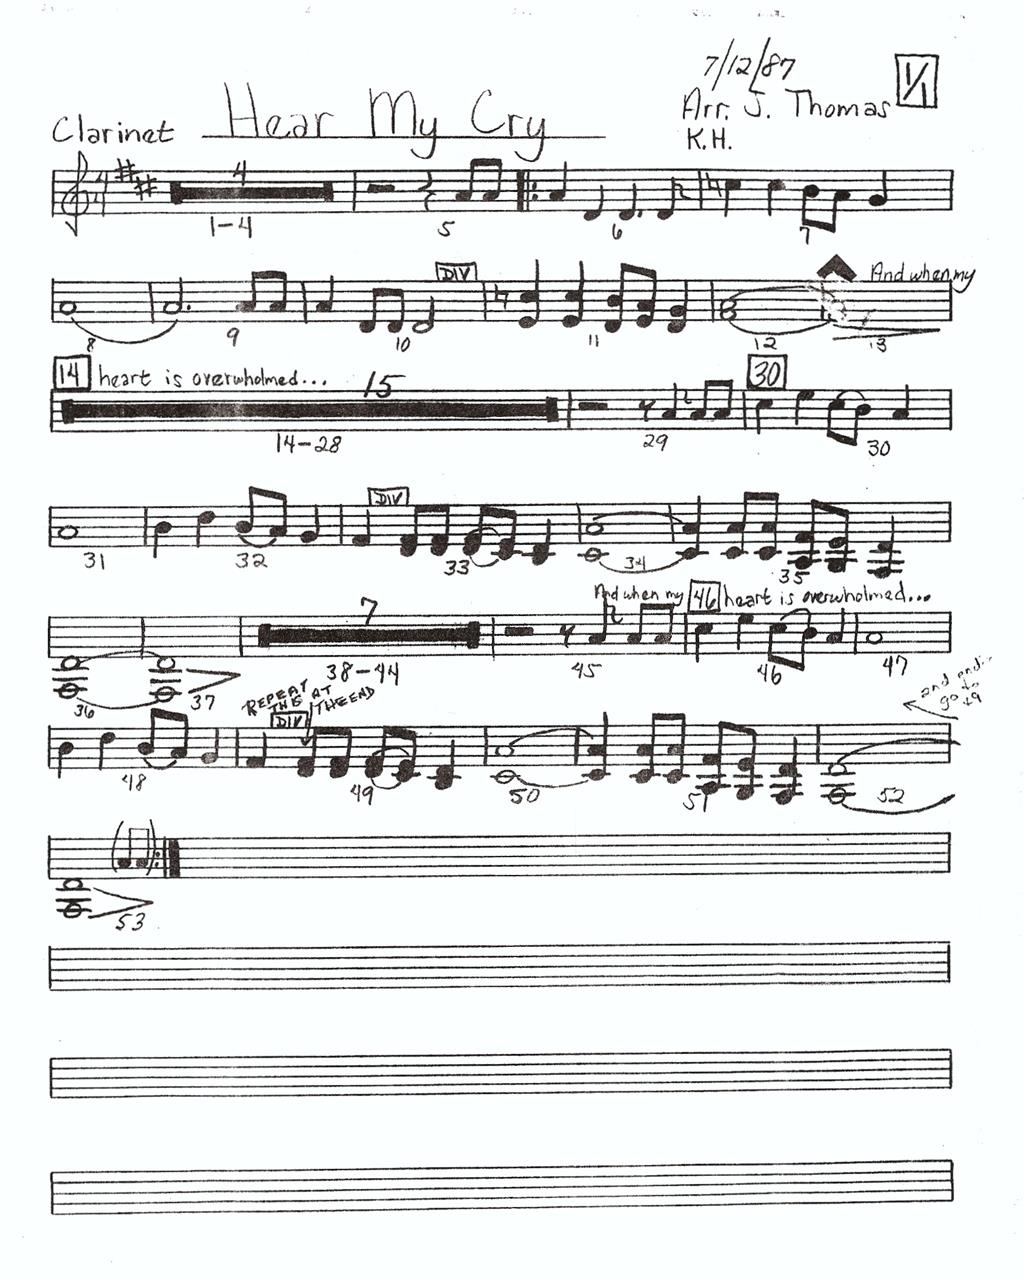 7/12/87
1/1
Clarinet Hear My Cry Arr. J. Thomas
K.H.
4
1-4 5 6 7
DIV And when my
8 9 10 11 12 13
14 heart is overwholmed... 15 30
14-28 29 30
DIV
31 32 33 34 35
And when my 46 heart is overwholmed...
7
36 37 38-44 45 46 47
REPEAT AT
THE THE END
and end
go to
49
DIV
48 49 50 51 52
53